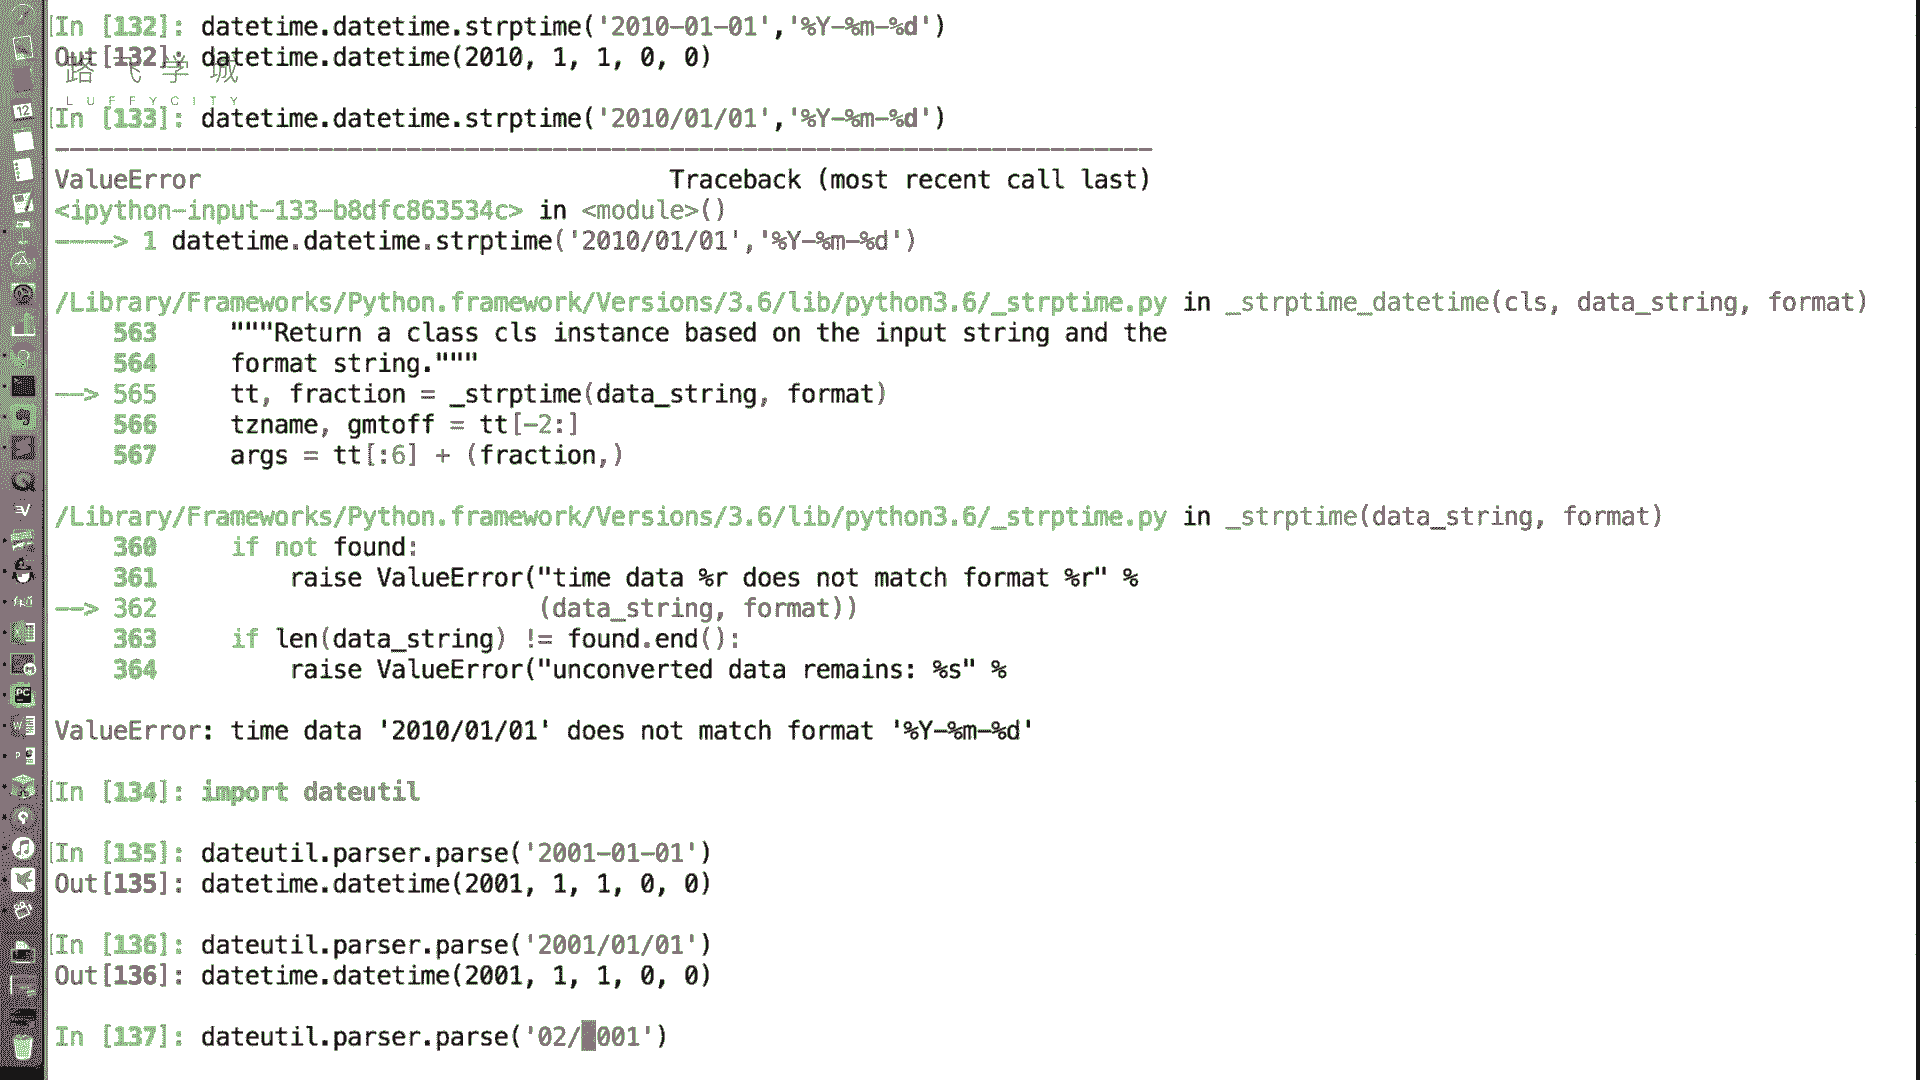 In [132]: datetime.datetime.strptime('2010-01-01','%Y-%m-%d')
Out[132]: datetime.datetime(2010, 1, 1, 0, 0)
路飞学城
LUFFYCITY
In [133]: datetime.datetime.strptime('2010/01/01','%Y-%m-%d')
---------------------------------------------------------------------------
ValueError                                Traceback (most recent call last)
<ipython-input-133-b8dfc863534c> in <module>()
----> 1 datetime.datetime.strptime('2010/01/01','%Y-%m-%d')
/Library/Frameworks/Python.framework/Versions/3.6/lib/python3.6/_strptime.py in _strptime_datetime(cls, data_string, format)
    563     """Return a class cls instance based on the input string and the
    564     format string."""
--> 565     tt, fraction = _strptime(data_string, format)
    566     tzname, gmtoff = tt[-2:]
    567     args = tt[:6] + (fraction,)
/Library/Frameworks/Python.framework/Versions/3.6/lib/python3.6/_strptime.py in _strptime(data_string, format)
    360     if not found:
    361         raise ValueError("time data %r does not match format %r" %
--> 362                          (data_string, format))
    363     if len(data_string) != found.end():
    364         raise ValueError("unconverted data remains: %s" %
ValueError: time data '2010/01/01' does not match format '%Y-%m-%d'
In [134]: import dateutil
In [135]: dateutil.parser.parse('2001-01-01')
Out[135]: datetime.datetime(2001, 1, 1, 0, 0)
In [136]: dateutil.parser.parse('2001/01/01')
Out[136]: datetime.datetime(2001, 1, 1, 0, 0)
In [137]: dateutil.parser.parse('02/001')